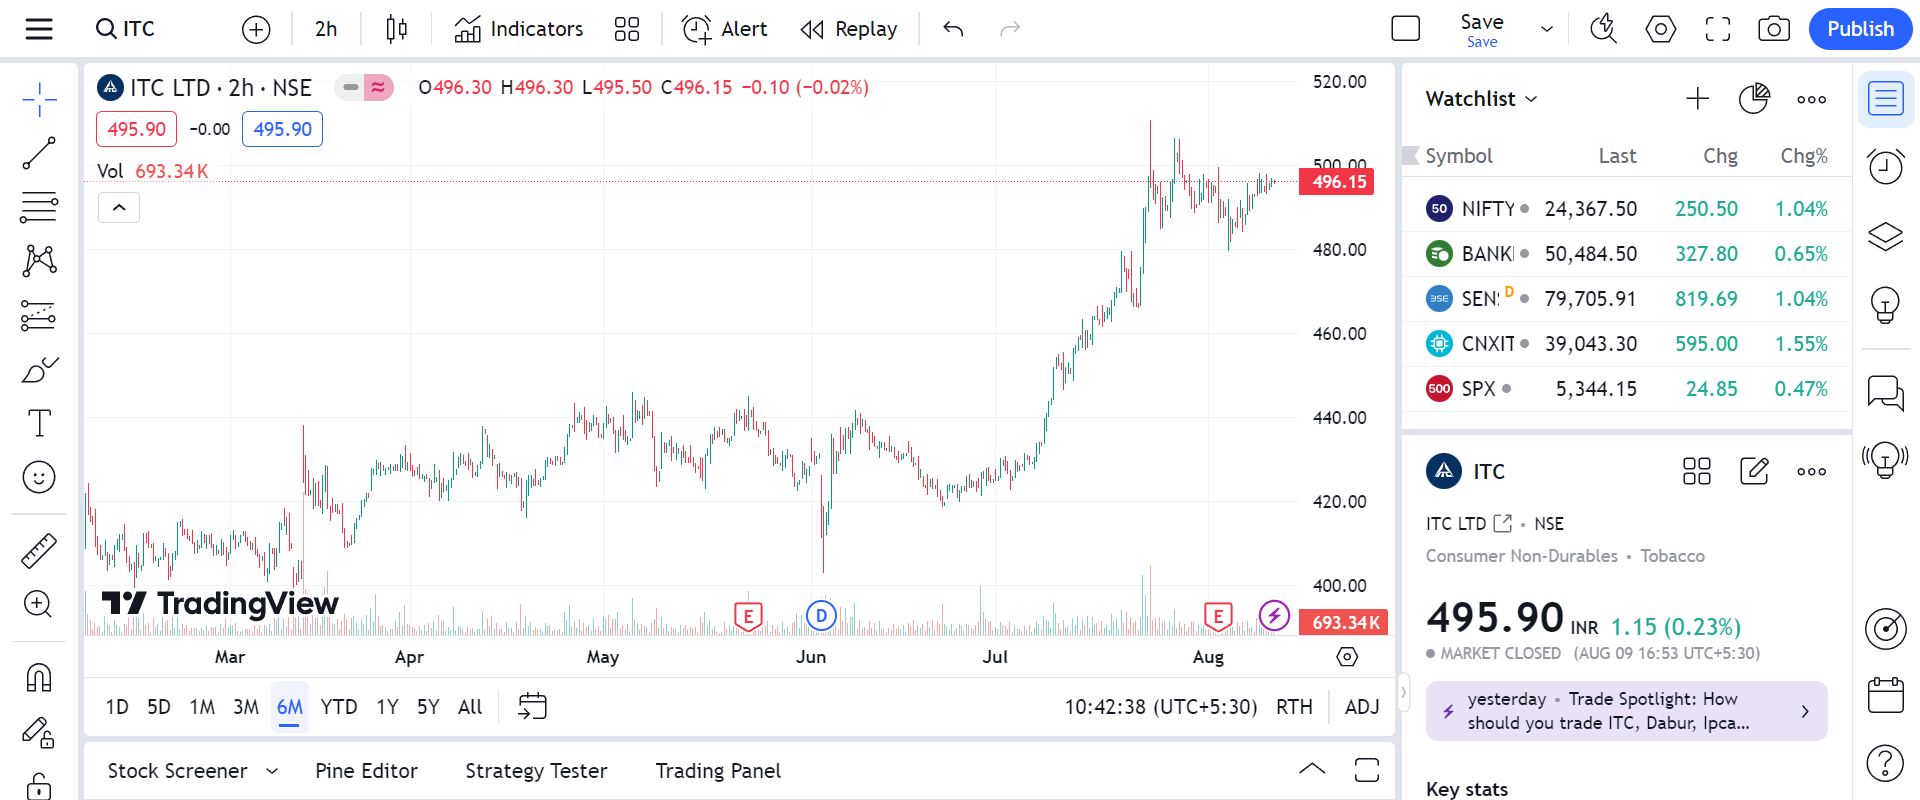 ITC 2h Indicators Alert Replay Save Publish
Save
ITC LTD · 2h · NSE O496.30 H496.30 L495.50 C496.15 −0.10 (−0.02%)
495.90 −0.00 495.90
Vol 693.34K
520.00
500.00
496.15
480.00
460.00
440.00
420.00
400.00
693.34K
TradingView
E D E
Mar Apr May Jun Jul Aug
1D 5D 1M 3M 6M YTD 1Y 5Y All 10:42:38 (UTC+5:30) RTH ADJ
Stock Screener Pine Editor Strategy Tester Trading Panel
Watchlist
Symbol Last Chg Chg%
50 NIFTY 24,367.50 250.50 1.04%
BANK 50,484.50 327.80 0.65%
BSE SEN D 79,705.91 819.69 1.04%
CNXIT 39,043.30 595.00 1.55%
500 SPX 5,344.15 24.85 0.47%
ITC
ITC LTD • NSE
Consumer Non-Durables • Tobacco
495.90 INR 1.15 (0.23%)
MARKET CLOSED (AUG 09 16:53 UTC+5:30)
yesterday • Trade Spotlight: How
should you trade ITC, Dabur, Ipca...
Key stats